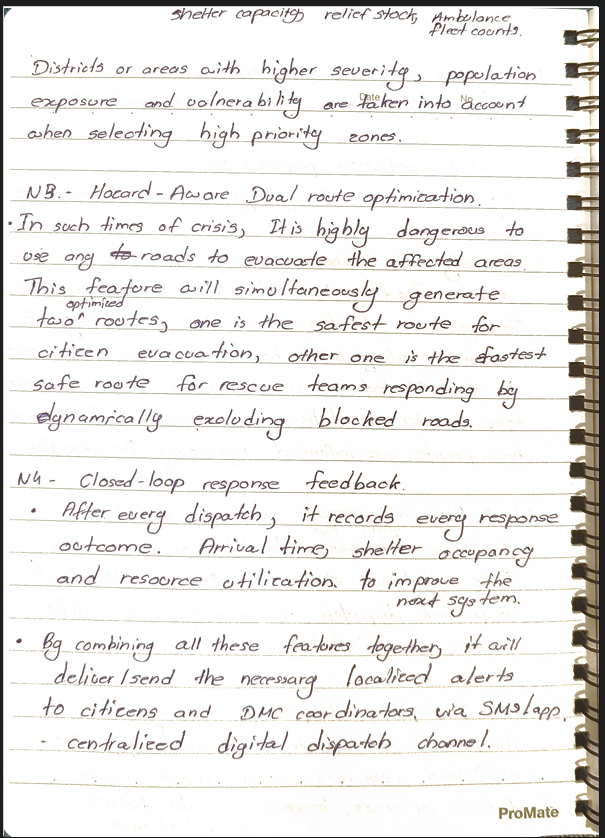 shelter capacity, relief stock, Ambulance
fleet counts.
Date
No
Districts or areas with higher severity, population
exposure and vulnerability are taken into account
when selecting high priority zones.
N3.- Hazard-Aware Dual route optimization.
• In such times of crisis, It is highly dangerous to
use any to roads to evacuate the affected areas.
This feature will simultaneously generate
two ^ optimized routes, one is the safest route for
citizen evacuation, other one is the fastest
safe route for rescue teams responding by
dynamically excluding blocked roads.
N4 - Closed-loop response feedback.
• After every dispatch, it records every response
outcome. Arrival time, shelter occupancy
and resource utilization. to improve the
next system.
• By combining all these features together, it will
deliver/send the necessary localized alerts
to citizens and DMC coordinators, via SMS/app,
- centralized digital dispatch channel.
ProMate